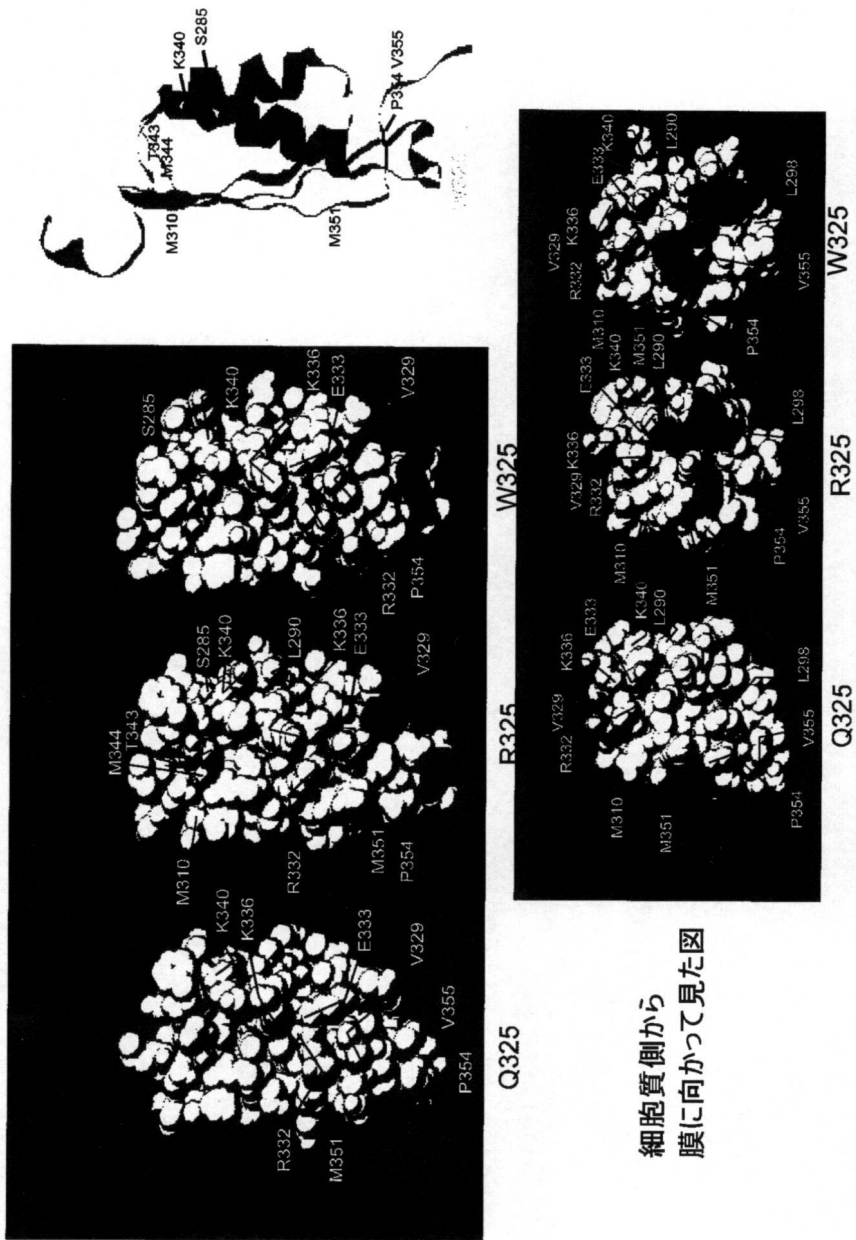 K340
S285
T343
M344
M310
M351
P354 V355
M344
T343
M310
S285
K340
L290
K336
E333
V329
R332
M351
P354
R325
S285
K340
K336
E333
V329
R332
P354
W325
K340
K336
E333
V329
V355
P354
R332
M351
Q325
細胞質側から
膜に向かって見た図
V329
R332
K336
E333
K340
L290
M310
M351
L298
V355
P354
Q325
V329
R332
K336
E333
K340
L290
M310
M351
L298
V355
P354
R325
V329
R332
K336
E333
K340
L290
M310
M351
L298
V355
P354
W325